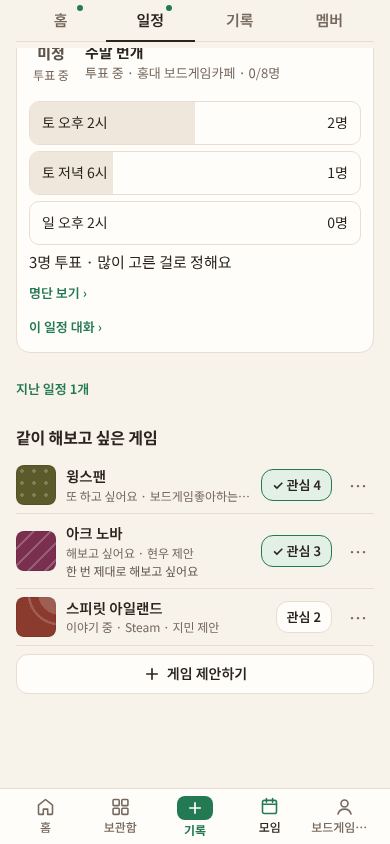 홈 일정 기록 멤버
미정 주말 번개
투표 중 투표 중 · 홍대 보드게임카페 · 0/8명
토 오후 2시 2명
토 저녁 6시 1명
일 오후 2시 0명
3명 투표 · 많이 고른 걸로 정해요
명단 보기 ›
이 일정 대화 ›
지난 일정 1개
같이 해보고 싶은 게임
윙스팬
또 하고 싶어요 · 보드게임좋아하는…
✓ 관심 4 ···
아크 노바
해보고 싶어요 · 현우 제안
한 번 제대로 해보고 싶어요
✓ 관심 3 ···
스피릿 아일랜드
이야기 중 · Steam · 지민 제안
관심 2 ···
+ 게임 제안하기
홈 보관함 기록 모임 보드게임…